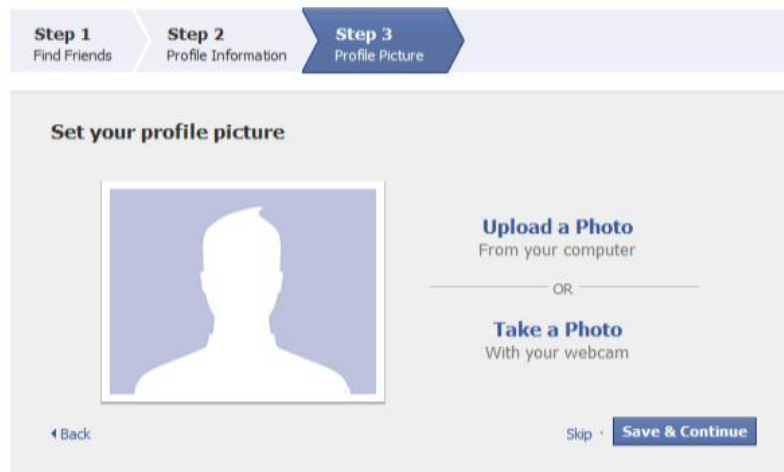 Step 1
Find Friends
Step 2
Profile Information
Step 3
Profile Picture
Set your profile picture
Upload a Photo
From your computer
OR
Take a Photo
With your webcam
Back
Skip · Save & Continue